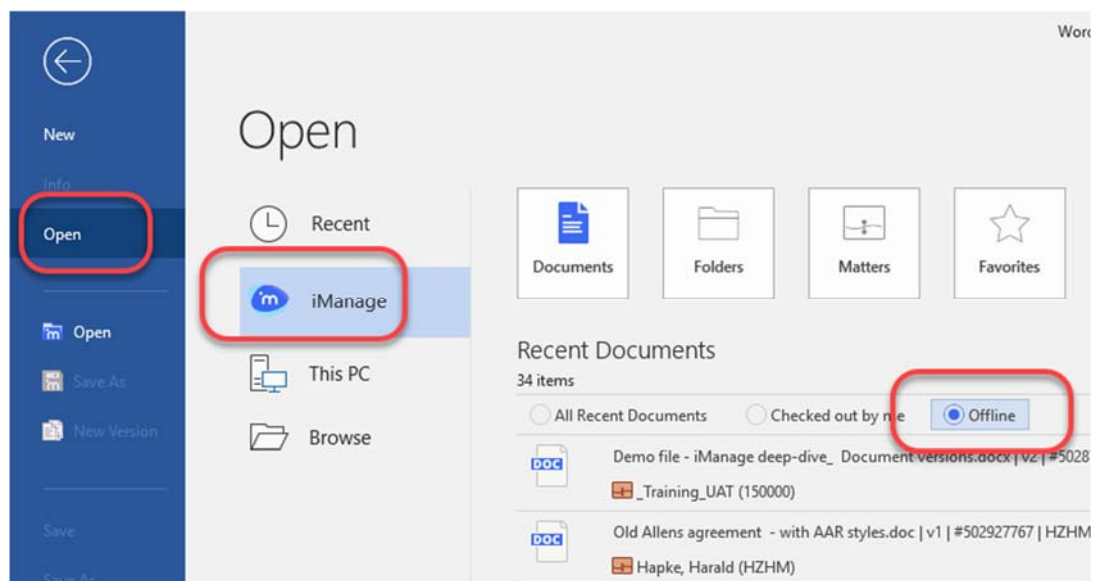 Word
New
Info
Open
Open
Save As
New Version
Save
Save As
Open
Recent
iManage
This PC
Browse
Documents
Folders
Matters
Favorites
Recent Documents
34 items
All Recent Documents
Checked out by me
Offline
Demo file - iManage deep-dive_ Document versions.docx | v2 | #5028
_Training_UAT (150000)
Old Allens agreement - with AAR styles.doc | v1 | #502927767 | HZHM
Hapke, Harald (HZHM)